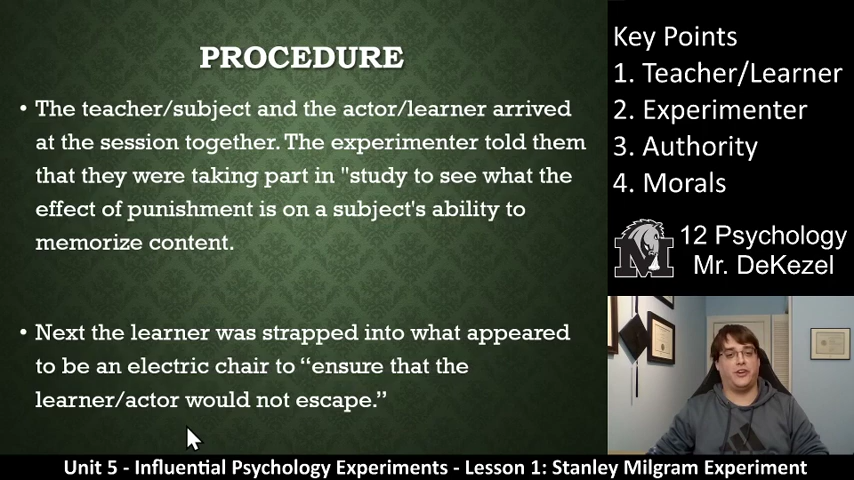 PROCEDURE
• The teacher/subject and the actor/learner arrived
at the session together. The experimenter told them
that they were taking part in "study to see what the
effect of punishment is on a subject's ability to
memorize content.
• Next the learner was strapped into what appeared
to be an electric chair to “ensure that the
learner/actor would not escape.”
Key Points
1. Teacher/Learner
2. Experimenter
3. Authority
4. Morals
M
12 Psychology
Mr. DeKezel
Unit 5 - Influential Psychology Experiments - Lesson 1: Stanley Milgram Experiment